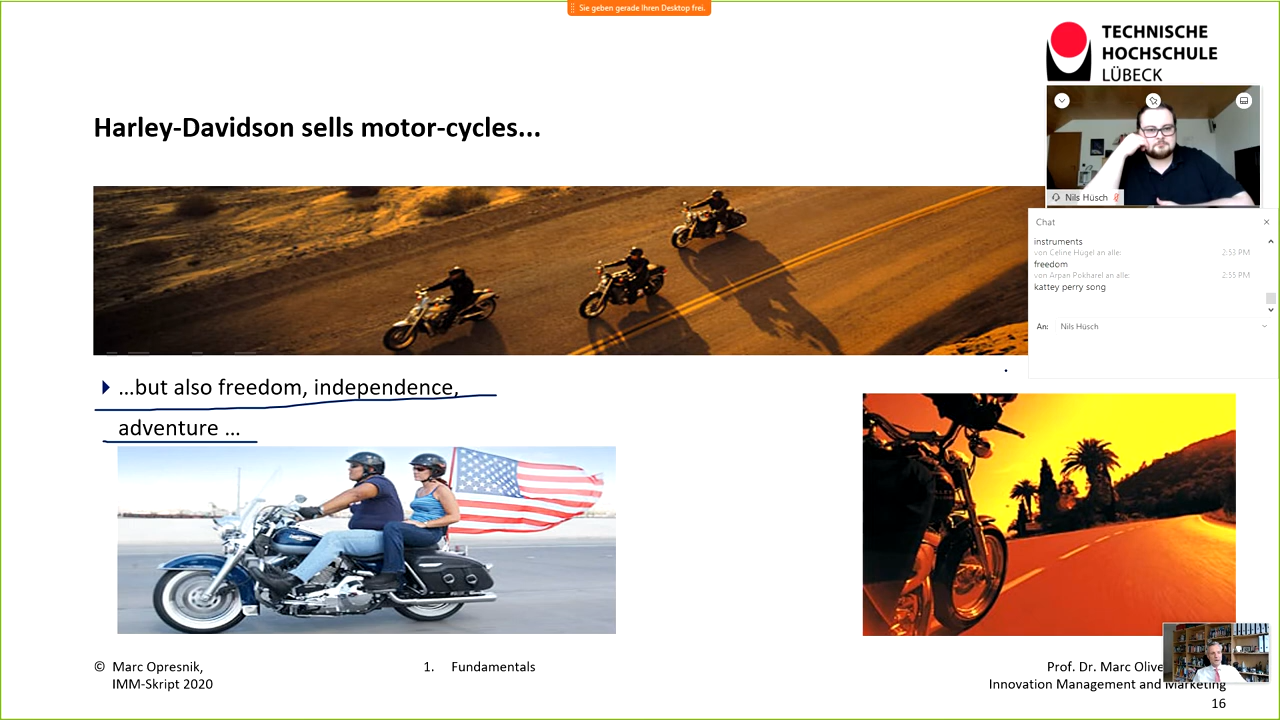 Sie geben gerade Ihren Desktop frei.
TECHNISCHE
HOCHSCHULE
LÜBECK
Harley-Davidson sells motor-cycles...
Nils Hüsch
Chat
instruments
von Celine Hügel an alle: 2:53 PM
freedom
von Arpan Pokharel an alle: 2:55 PM
kattey perry song
An: Nils Hüsch
...but also freedom, independence,
adventure ...
© Marc Opresnik,
IMM-Skript 2020
1. Fundamentals
Prof. Dr. Marc Olive
Innovation Management and Marketing
16